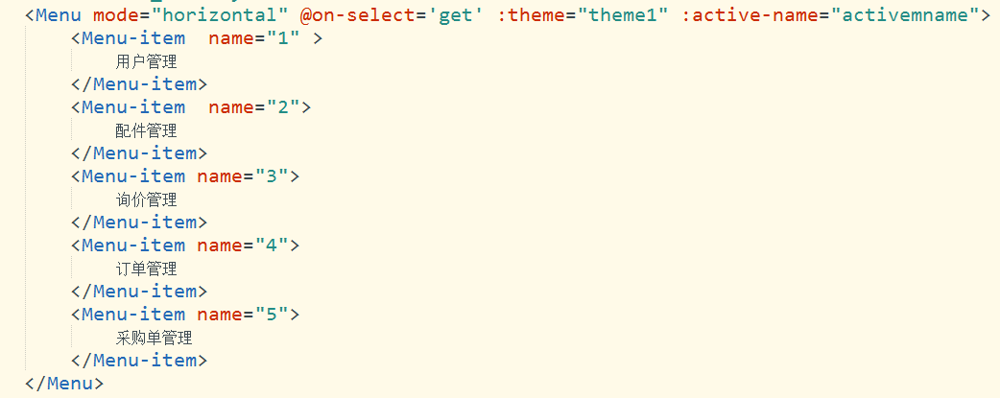 <Menu mode="horizontal" @on-select='get' :theme="theme1" :active-name="activemname">
<Menu-item  name="1" >
用户管理
</Menu-item>
<Menu-item  name="2">
配件管理
</Menu-item>
<Menu-item name="3">
询价管理
</Menu-item>
<Menu-item name="4">
订单管理
</Menu-item>
<Menu-item name="5">
采购单管理
</Menu-item>
</Menu>